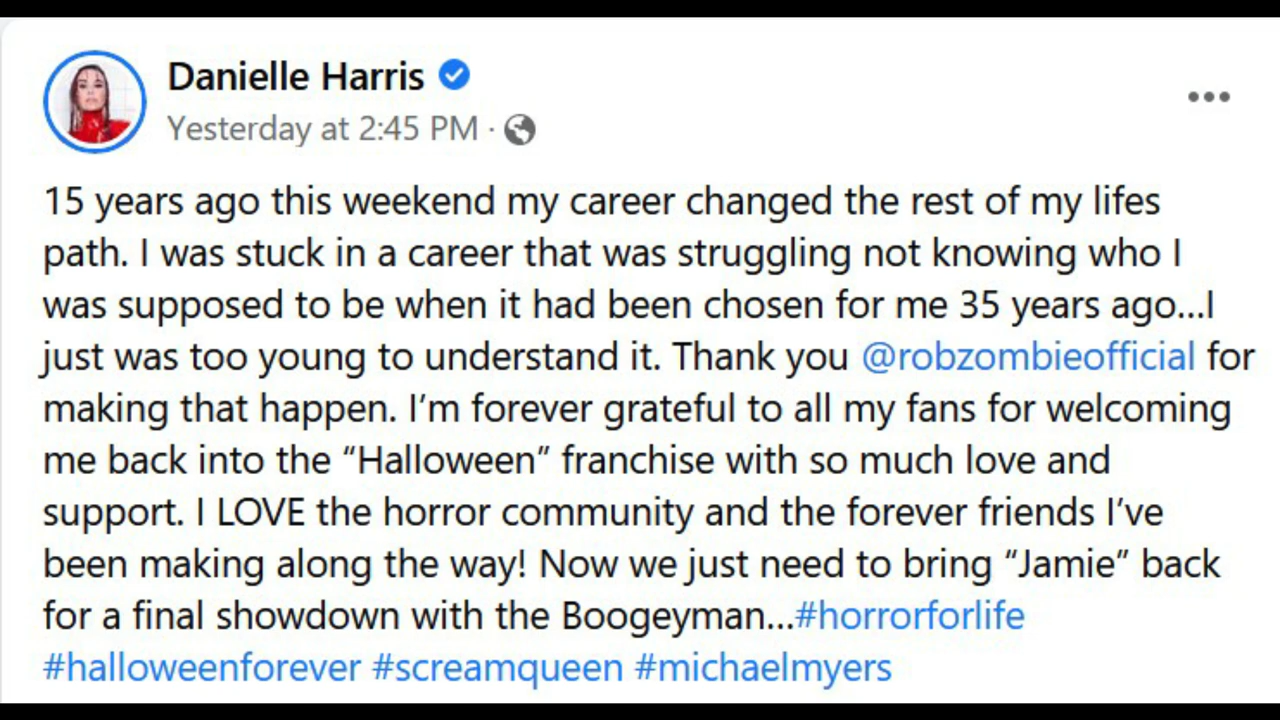 Danielle Harris
Yesterday at 2:45 PM ·
15 years ago this weekend my career changed the rest of my lifes
path. I was stuck in a career that was struggling not knowing who I
was supposed to be when it had been chosen for me 35 years ago...I
just was too young to understand it. Thank you @robzombieofficial for
making that happen. I’m forever grateful to all my fans for welcoming
me back into the “Halloween” franchise with so much love and
support. I LOVE the horror community and the forever friends I’ve
been making along the way! Now we just need to bring “Jamie” back
for a final showdown with the Boogeyman...#horrorforlife
#halloweenforever #screamqueen #michaelmyers